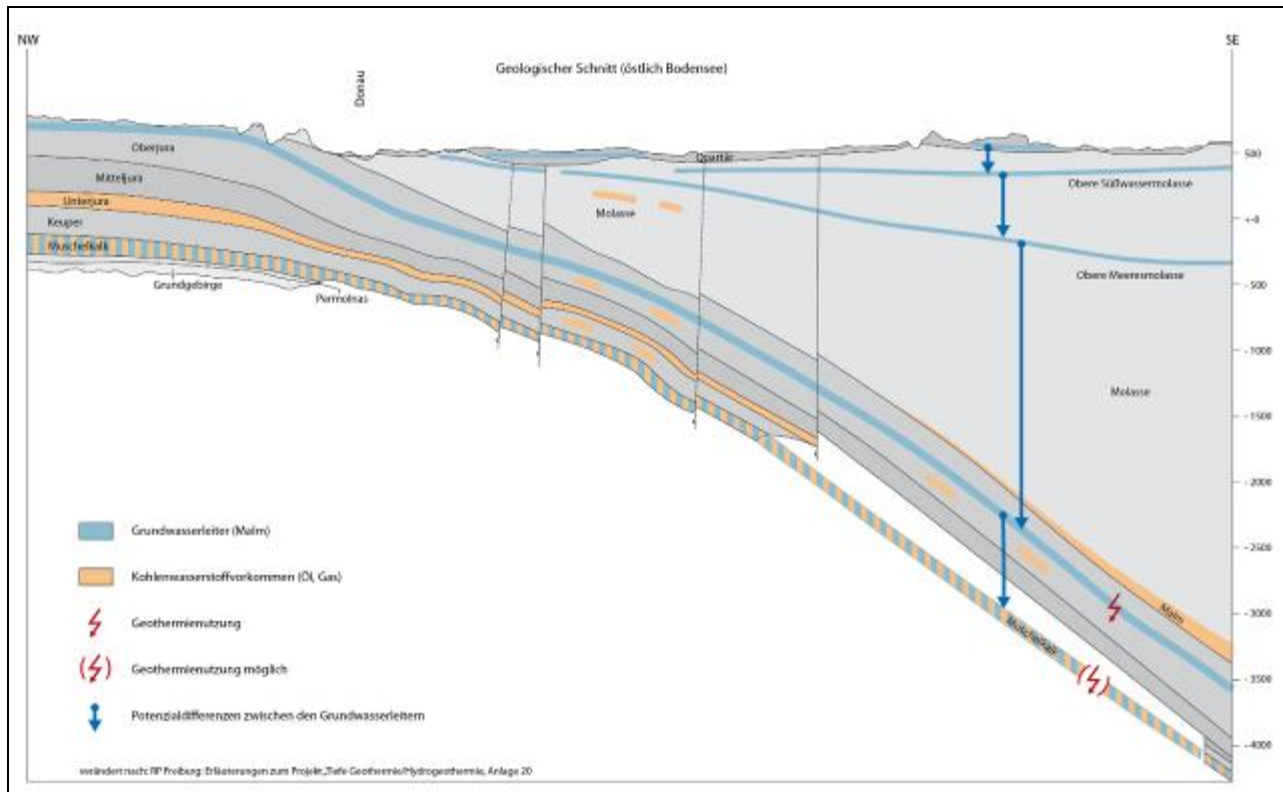 NW
SE
Geologischer Schnitt (östlich Bodensee)
Donau
Oberjura
Mitteljura
Unterjura
Keuper
Muschelkalk
Grundgebirge
Quartär
Molasse
Obere Süßwassermolasse
Obere Meeresmolasse
Molasse
Malm
Muschelkalk
500
+-0
-500
-1000
-1500
-2000
-2500
-3000
-3500
-4000
Grundwasserleiter (Malm)
Kohlenwasserstoffvorkommen (Öl, Gas)
Geothermienutzung
Geothermienutzung möglich
Potenzialdifferenzen zwischen den Grundwasserleitern
verändert nach: RP Freiburg: Erläuterungen zum Projekt „Tiefe Geothermie/Hydrogeothermie, Anlage 20